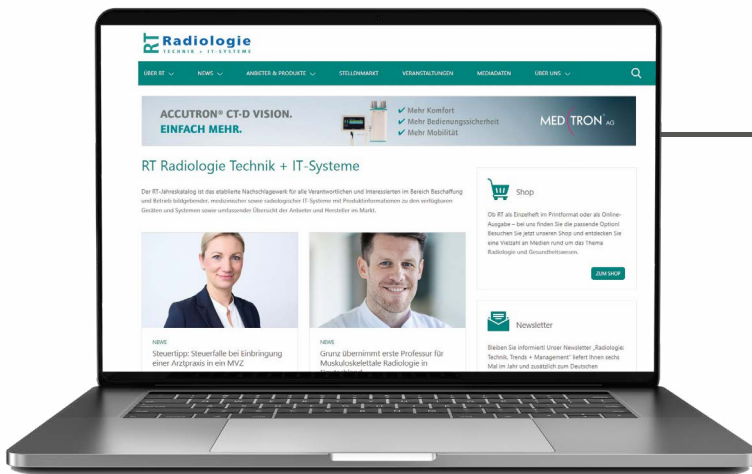 RT Radiologie
TECHNIK + IT-SYSTEME
ÜBER RT
NEWS
ANBIETER & PRODUKTE
STELLENMARKT
VERANSTALTUNGEN
MEDIADATEN
ÜBER UNS
ACCUTRON® CT-D VISION.
EINFACH MEHR.
✔ Mehr Komfort
✔ Mehr Bedienungssicherheit
✔ Mehr Mobilität
MEDTRON® AG
RT Radiologie Technik + IT-Systeme
Der RT-Jahreskatalog ist das etablierte Nachschlagewerk für alle Verantwortlichen und Interessierten im Bereich Beschaffung
und Betrieb bildgebender, medizinischer sowie radiologischer IT-Systeme mit Produktinformationen zu den verfügbaren
Geräten und Systemen sowie umfassender Übersicht der Anbieter und Hersteller im Markt.
NEWS
Steuertipp: Steuerfalle bei Einbringung
einer Arztpraxis in ein MVZ
NEWS
Grunz übernimmt erste Professur für
Muskuloskelettale Radiologie in
Deutschland
Shop
Ob RT als Einzelheft im Printformat oder als Online-
Ausgabe – bei uns finden Sie die passende Option!
Besuchen Sie jetzt unseren Shop und entdecken Sie
eine Vielzahl an Medien rund um das Thema
Radiologie und Gesundheitswesen.
ZUM SHOP
Newsletter
Bleiben Sie informiert! Unser Newsletter „Radiologie:
Technik, Trends + Management" liefert Ihnen sechs
Mal im Jahr und zusätzlich zum Deutschen